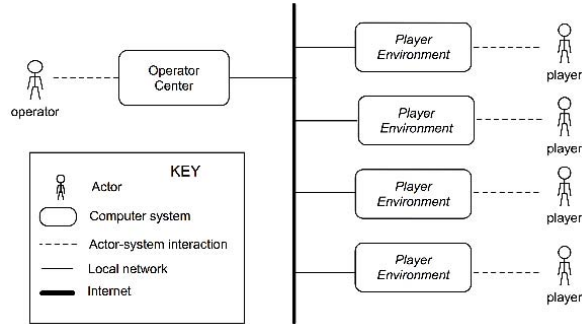 operator
Operator
Center
Player
Environment
player
Player
Environment
player
Player
Environment
player
Player
Environment
player
KEY
Actor
Computer system
Actor-system interaction
Local network
Internet